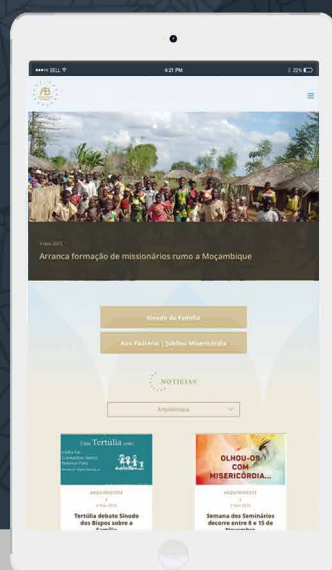 BELL
4:21 PM
22%
AB
Arranca formação de missionários rumo a Moçambique
Sínodo da Família
Ano Pastoral | Jubileu Misericórdia
NOTÍCIAS
Arquidiocese
Uma Tertúlia com
OLHOU-OS
COM
MISERICÓRDIA...
ARQUIDIOCESE
ARQUIDIOCESE
Tertúlia debate Sínodo
dos Bispos sobre a
Família
Semana dos Seminários
decorre entre 8 e 15 de
Novembro